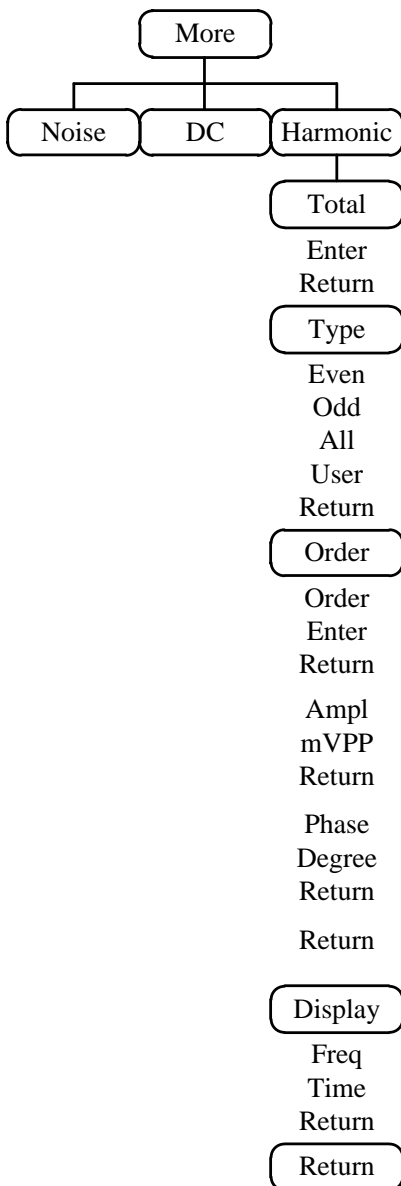 More
Noise DC Harmonic
Total
Enter
Return
Type
Even
Odd
All
User
Return
Order
Order
Enter
Return
Ampl
mVPP
Return
Phase
Degree
Return
Return
Display
Freq
Time
Return
Return